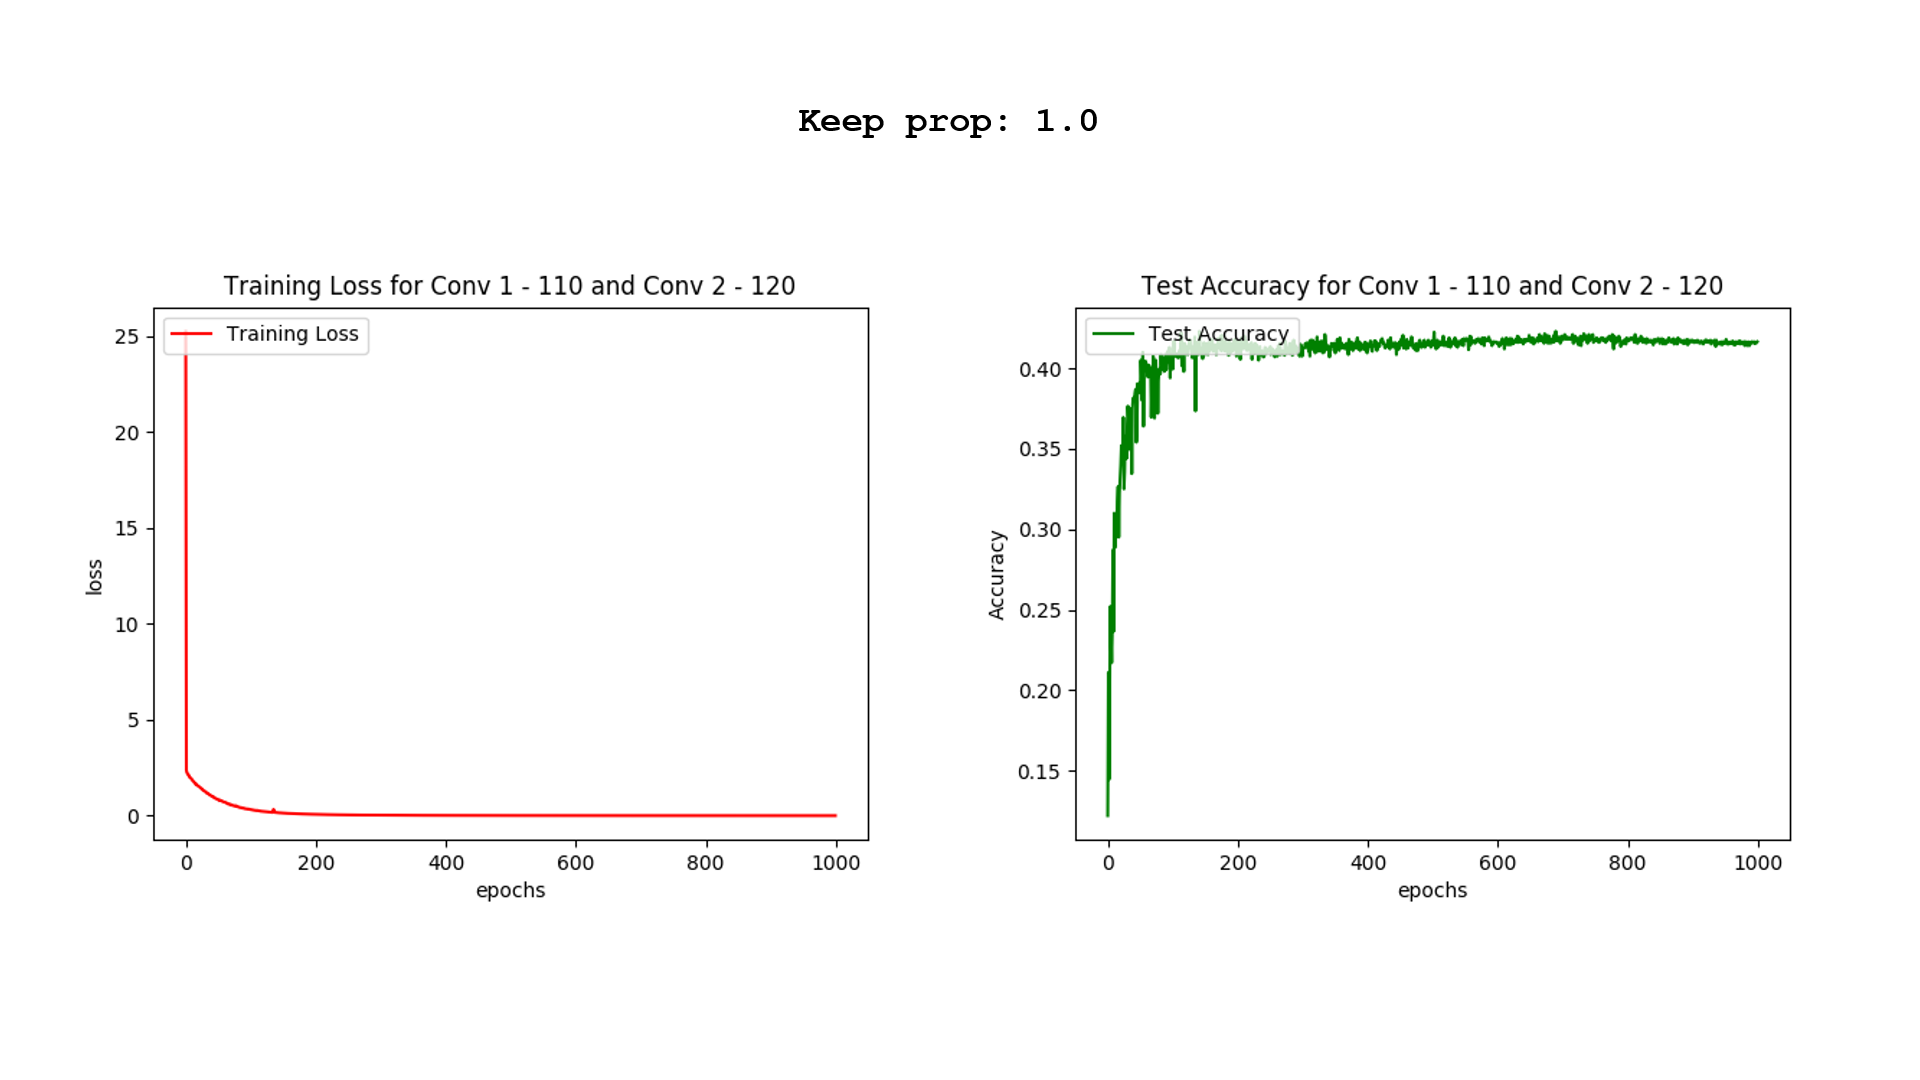 Keep prop: 1.0
Training Loss for Conv 1 - 110 and Conv 2 - 120
Training Loss
25
20
15
10
5
0
loss
0 200 400 600 800 1000
epochs
Test Accuracy for Conv 1 - 110 and Conv 2 - 120
Test Accuracy
0.40
0.35
0.30
0.25
0.20
0.15
Accuracy
0 200 400 600 800 1000
epochs